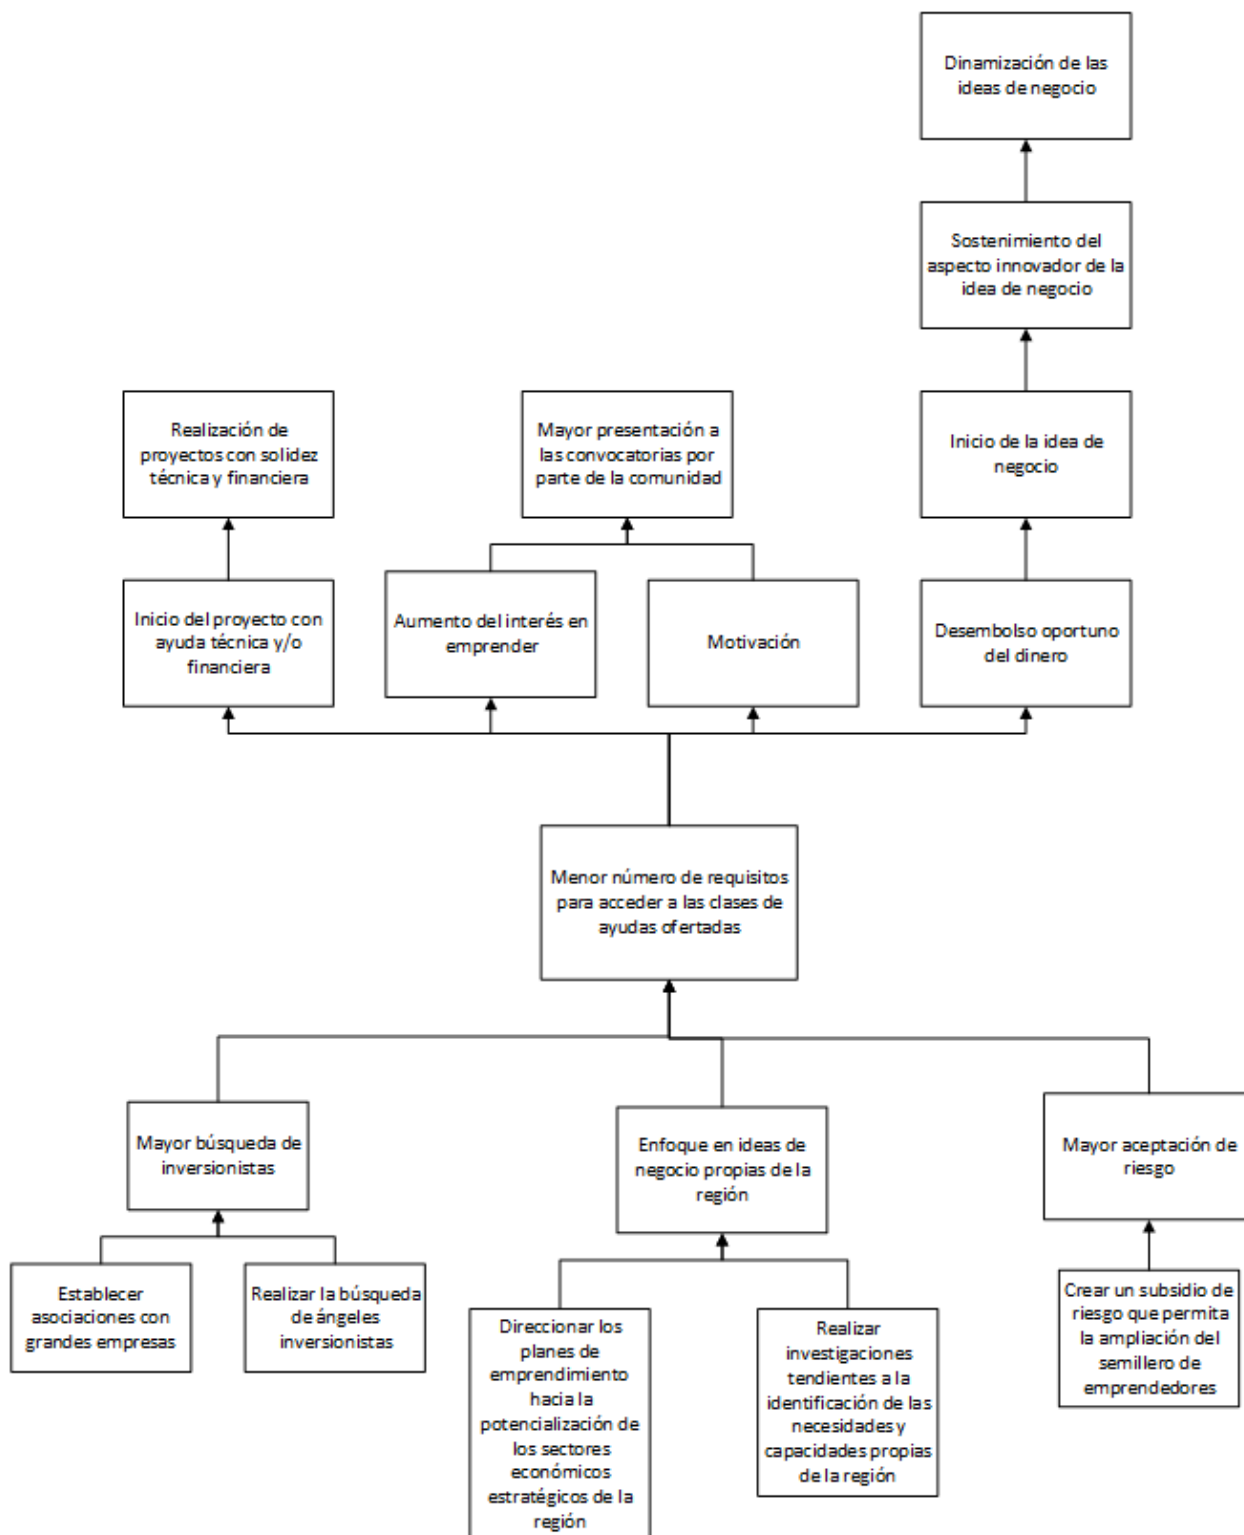 Dinamización de las
ideas de negocio
Sostenimiento del
aspecto innovador de la
idea de negocio
Realización de
proyectos con solidez
técnica y financiera
Mayor presentación a
las convocatorias por
parte de la comunidad
Inicio de la idea de
negocio
Inicio del proyecto con
ayuda técnica y/o
financiera
Aumento del interés en
emprender
Motivación
Desembolso oportuno
del dinero
Menor número de requisitos
para acceder a las clases de
ayudas ofertadas
Mayor búsqueda de
inversionistas
Enfoque en ideas de
negocio propias de la
región
Mayor aceptación de
riesgo
Establecer
asociaciones con
grandes empresas
Realizar la búsqueda
de ángeles
inversionistas
Direccionar los
planes de
emprendimiento
hacia la
potencialización de
los sectores
económicos
estratégicos de la
región
Realizar
investigaciones
tendientes a la
identificación de las
necesidades y
capacidades propias
de la región
Crear un subsidio de
riesgo que permita
la ampliación del
semillero de
emprendedores